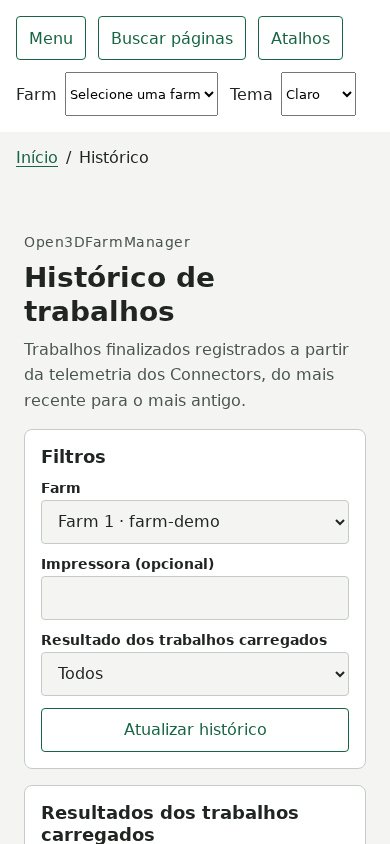 Menu
Buscar páginas
Atalhos
Farm
Selecione uma farm
Tema
Claro
Início / Histórico
Open3DFarmManager
Histórico de
trabalhos
Trabalhos finalizados registrados a partir
da telemetria dos Connectors, do mais
recente para o mais antigo.
Filtros
Farm
Farm 1 · farm-demo
Impressora (opcional)
Resultado dos trabalhos carregados
Todos
Atualizar histórico
Resultados dos trabalhos
carregados